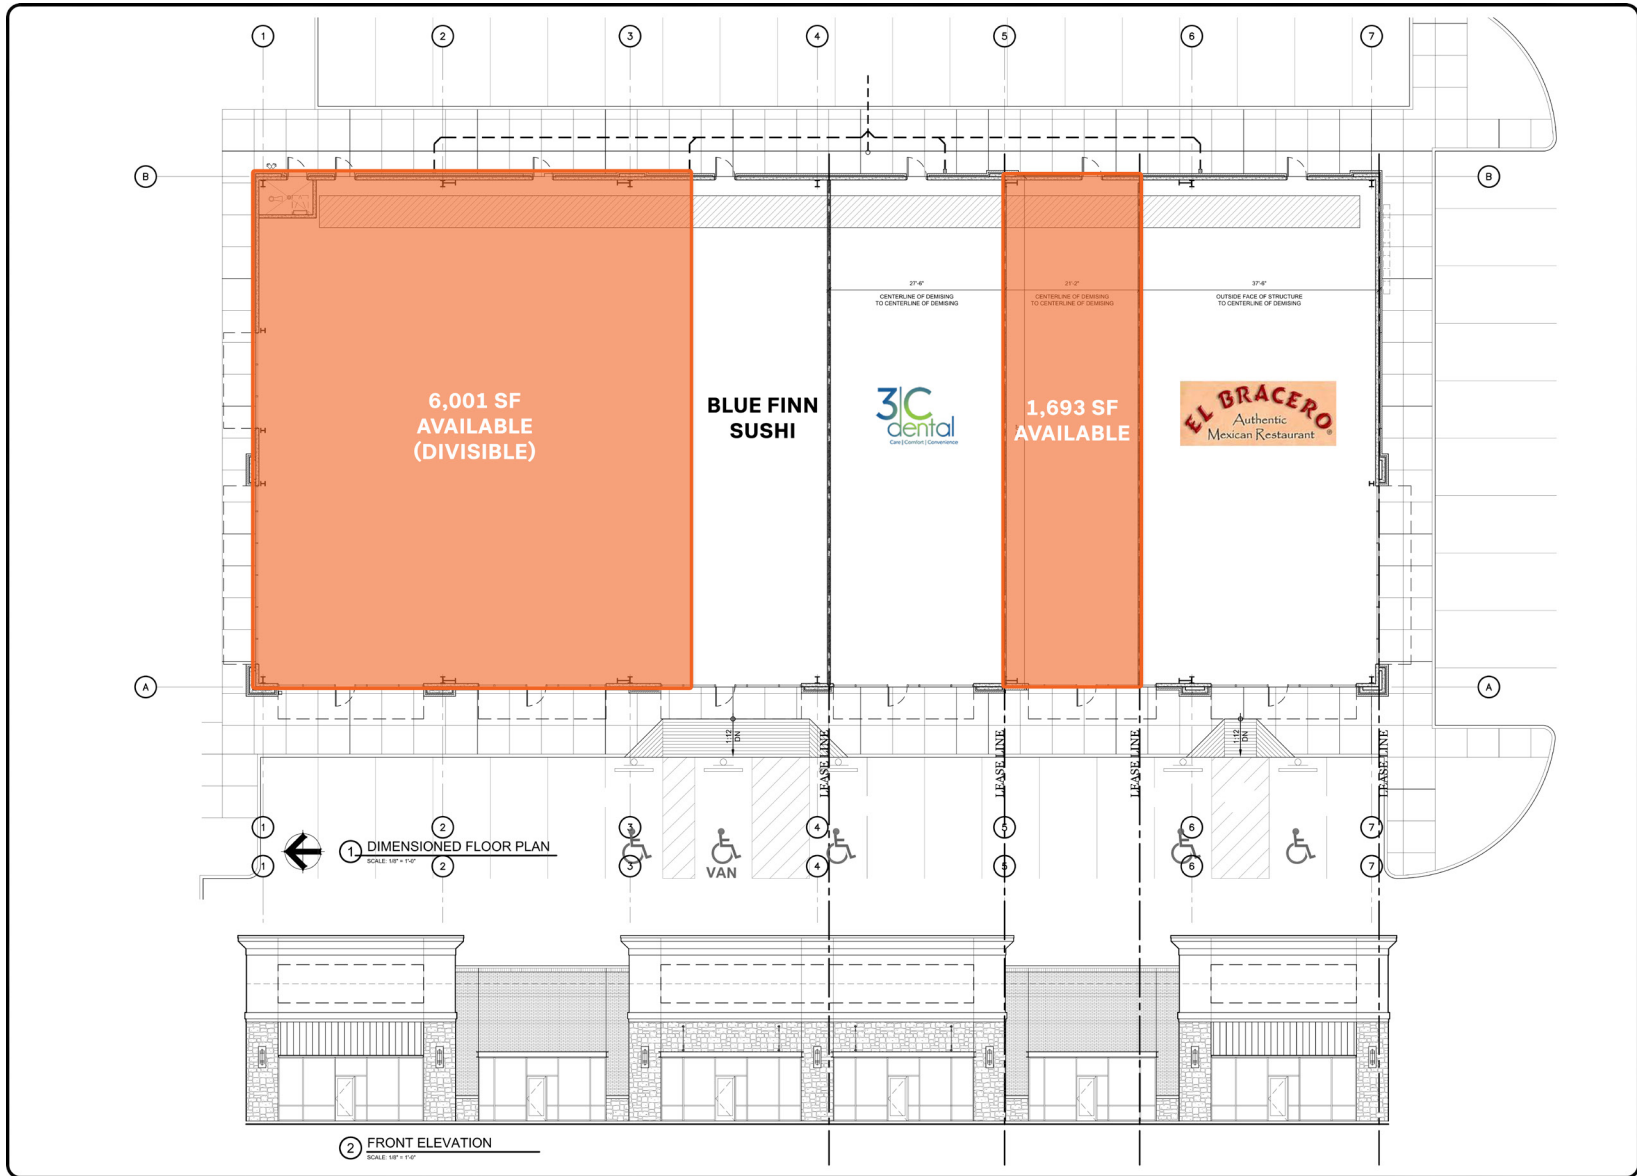 1 2 3 4 5 6 7
B B
27'-6" 21'-2" 37'-6"
CENTERLINE OF DEMISING CENTERLINE OF DEMISING OUTSIDE FACE OF STRUCTURE
TO CENTERLINE OF DEMISING TO CENTERLINE OF DEMISING TO CENTERLINE OF DEMISING
6,001 SF
AVAILABLE
(DIVISIBLE)
BLUE FINN
SUSHI
3|C
dental
Care | Comfort | Convenience
1,693 SF
AVAILABLE
EL BRACERO
Authentic
Mexican Restaurant
A A
1:12
DN
1:12
DN
LEASE LINE
LEASE LINE
LEASE LINE
LEASE LINE
1 2 3 4 5 6 7
1 DIMENSIONED FLOOR PLAN
SCALE: 1/8" = 1'-0"
1 2 3 4 5 6 7
VAN
2 FRONT ELEVATION
SCALE: 1/8" = 1'-0"